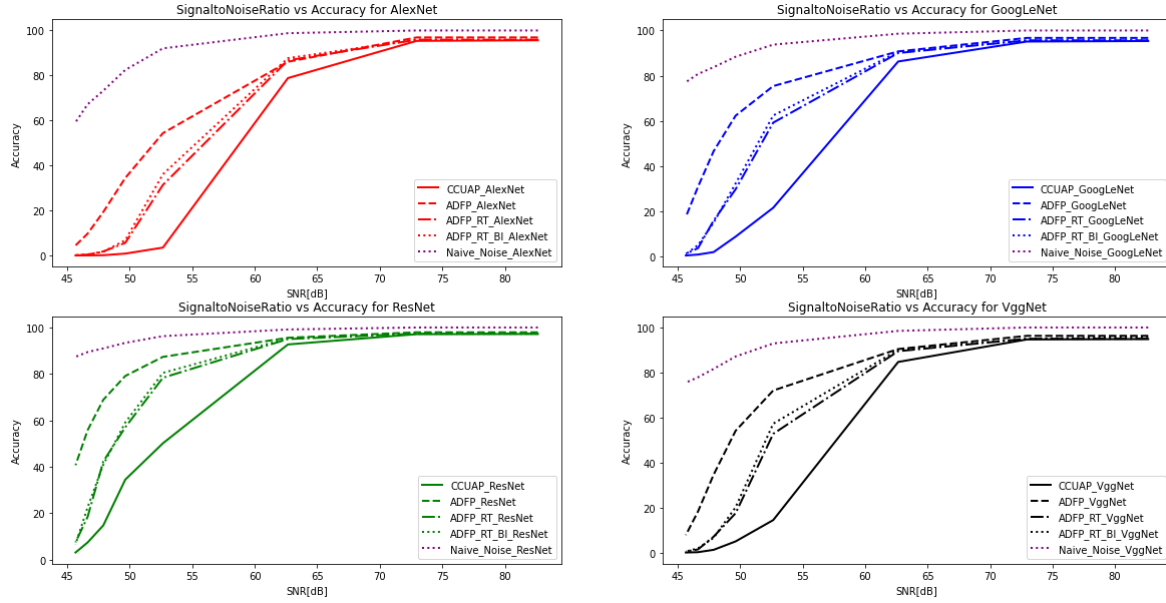 SignaltoNoiseRatio vs Accuracy for AlexNet
100
80
60
40
20
0
Accuracy
45 50 55 60 65 70 75 80
SNR[dB]
CCUAP_AlexNet
ADFP_AlexNet
ADFP_RT_AlexNet
ADFP_RT_BI_AlexNet
Naive_Noise_AlexNet
SignaltoNoiseRatio vs Accuracy for GoogLeNet
100
80
60
40
20
0
Accuracy
45 50 55 60 65 70 75 80
SNR[dB]
CCUAP_GoogLeNet
ADFP_GoogLeNet
ADFP_RT_GoogLeNet
ADFP_RT_BI_GoogLeNet
Naive_Noise_GoogLeNet
SignaltoNoiseRatio vs Accuracy for ResNet
100
80
60
40
20
0
Accuracy
45 50 55 60 65 70 75 80
SNR[dB]
CCUAP_ResNet
ADFP_ResNet
ADFP_RT_ResNet
ADFP_RT_BI_ResNet
Naive_Noise_ResNet
SignaltoNoiseRatio vs Accuracy for VggNet
100
80
60
40
20
0
Accuracy
45 50 55 60 65 70 75 80
SNR[dB]
CCUAP_VggNet
ADFP_VggNet
ADFP_RT_VggNet
ADFP_RT_BI_VggNet
Naive_Noise_VggNet